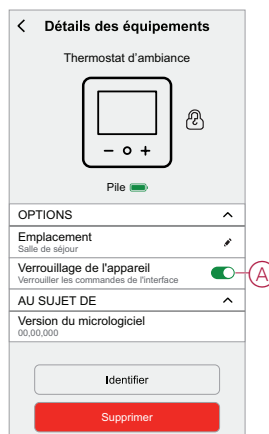 Détails des équipements
Thermostat d'ambiance
Pile
OPTIONS
Emplacement
Salle de séjour
Verrouillage de l'appareil
Verrouiller les commandes de l'interface
A
AU SUJET DE
Version du micrologiciel
00,00,000
Identifier
Supprimer